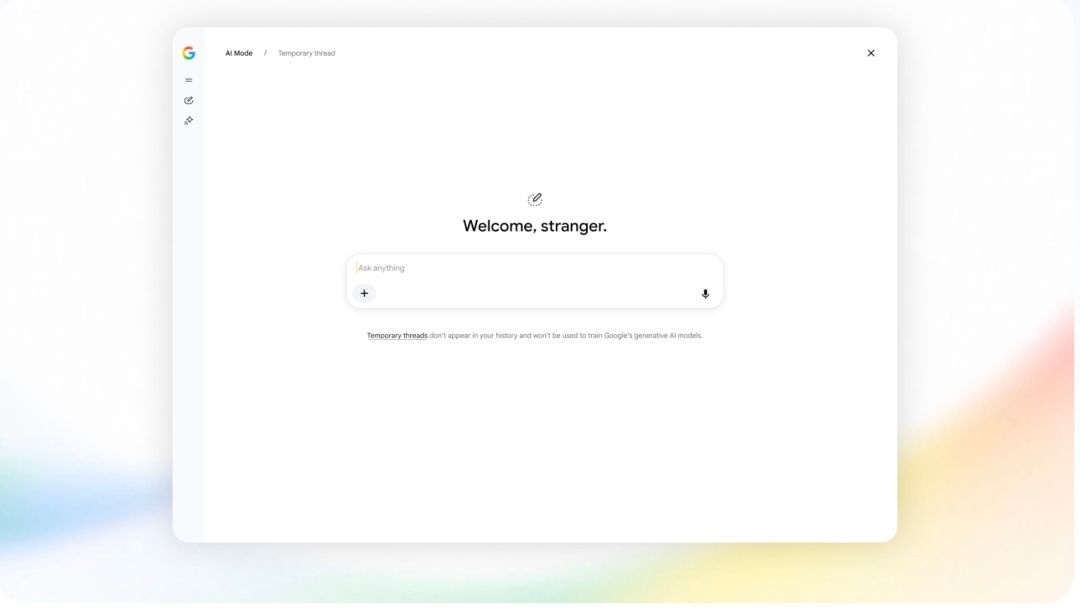 AI Mode / Temporary thread
Welcome, stranger.
Ask anything
Temporary threads don't appear in your history and won't be used to train Google's generative AI models.